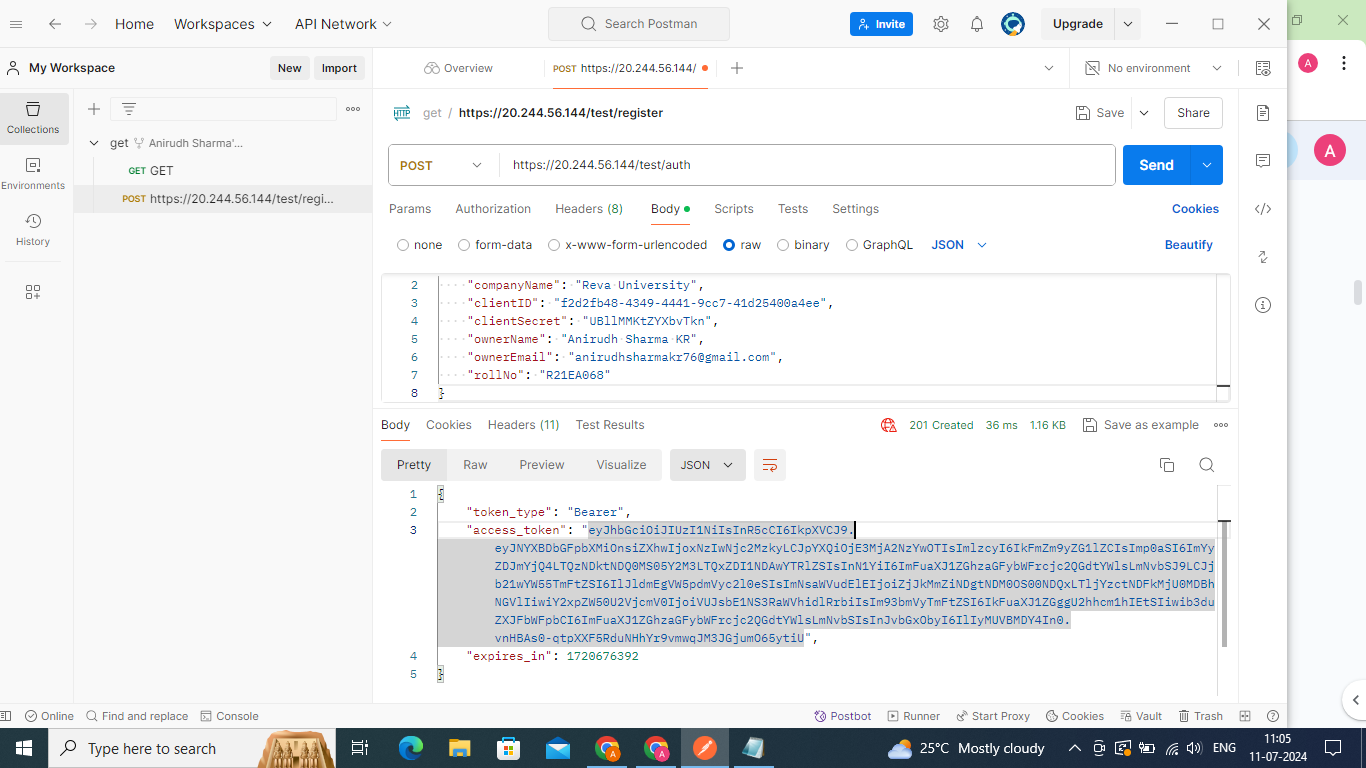 Home Workspaces API Network Search Postman Invite Upgrade
My Workspace New Import Overview POST https://20.244.56.144/ No environment
Collections
Environments
History
get Anirudh Sharma'...
GET GET
POST https://20.244.56.144/test/regi...
HTTP get / https://20.244.56.144/test/register Save Share
POST https://20.244.56.144/test/auth Send
Params Authorization Headers (8) Body Scripts Tests Settings Cookies
none form-data x-www-form-urlencoded raw binary GraphQL JSON Beautify
2 "companyName": "Reva University",
3 "clientID": "f2d2fb48-4349-4441-9cc7-41d25400a4ee",
4 "clientSecret": "UBllMMKtZYXbvTkn",
5 "ownerName": "Anirudh Sharma KR",
6 "ownerEmail": "anirudhsharmakr76@gmail.com",
7 "rollNo": "R21EA068"
8 }
Body Cookies Headers (11) Test Results 201 Created 36 ms 1.16 KB Save as example
Pretty Raw Preview Visualize JSON
1 {
2 "token_type": "Bearer",
3 "access_token": "eyJhbGciOiJIUzI1NiIsInR5cCI6IkpXVCJ9.
4 "expires_in": 1720676392
5 }
Online Find and replace Console Postbot Runner Start Proxy Cookies Vault Trash
Type here to search 25°C Mostly cloudy ENG 11:05
11-07-2024
A
A